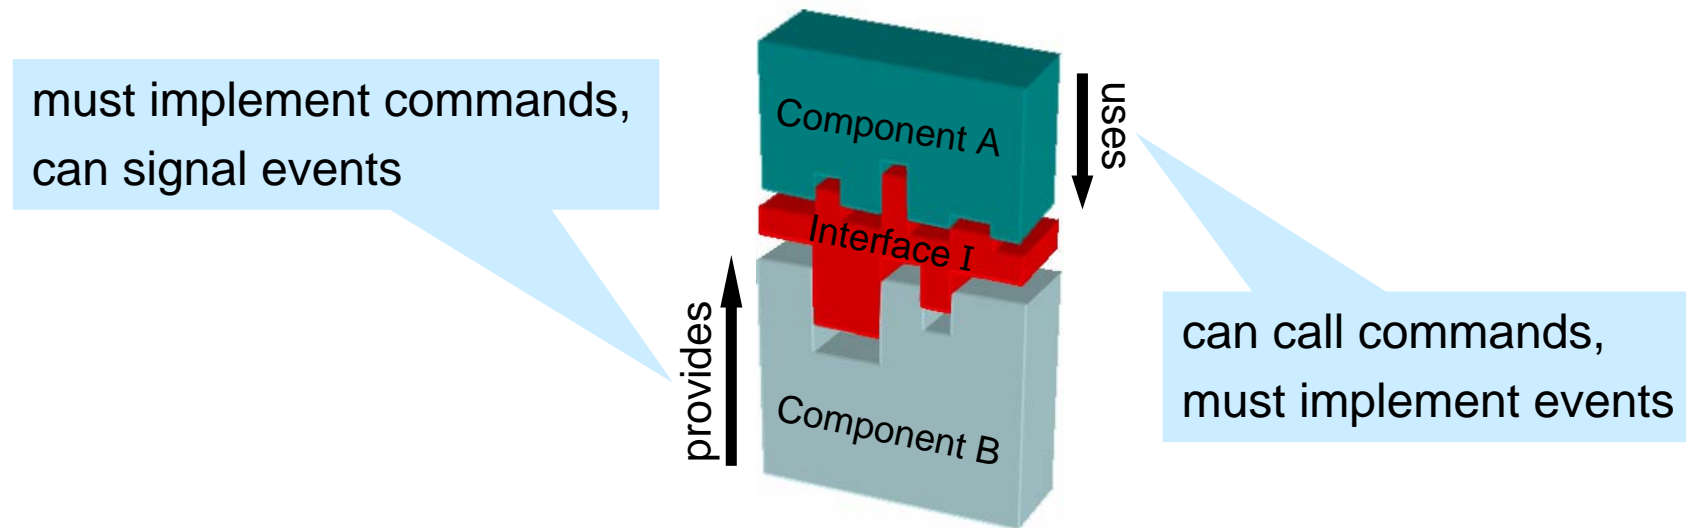 must implement commands,
can signal events
Component A
uses
Interface I
provides
Component B
can call commands,
must implement events